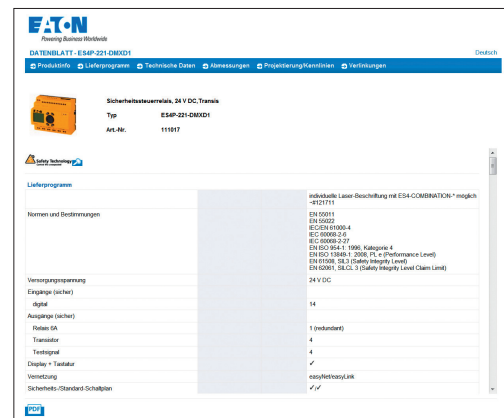 EATON
Powering Business Worldwide
DATENBLATT - ES4P-221-DMXD1
Deutsch
Produktinfo Lieferprogramm Technische Daten Abmessungen Projektierung/Kennlinien Verlinkungen
Sicherheitssteuerrelais, 24 V DC,Transis
Typ ES4P-221-DMXD1
Art.-Nr. 111017
Safety Technology
Lieferprogramm
individuelle Laser-Beschriftung mit ES4-COMBINATION-* möglich
-#121711
Normen und Bestimmungen
EN 55011
EN 55022
IEC/EN 61000-4
IEC 60068-2-6
IEC 60068-2-27
EN ISO 954-1: 1996, Kategorie 4
EN ISO 13849-1: 2008, PL e (Performance Level)
EN 61508, SIL3 (Safety Integrity Level)
EN 62061, SILCL 3 (Safety Integrity Level Claim Limit)
Versorgungsspannung 24 V DC
Eingänge (sicher)
digital 14
Ausgänge (sicher)
Relais 6A 1 (redundant)
Transistor 4
Testsignal 4
Display + Tastatur ✓
Vernetzung easyNet/easyLink
Sicherheits-/Standard-Schaltplan ✓/✓
PDF